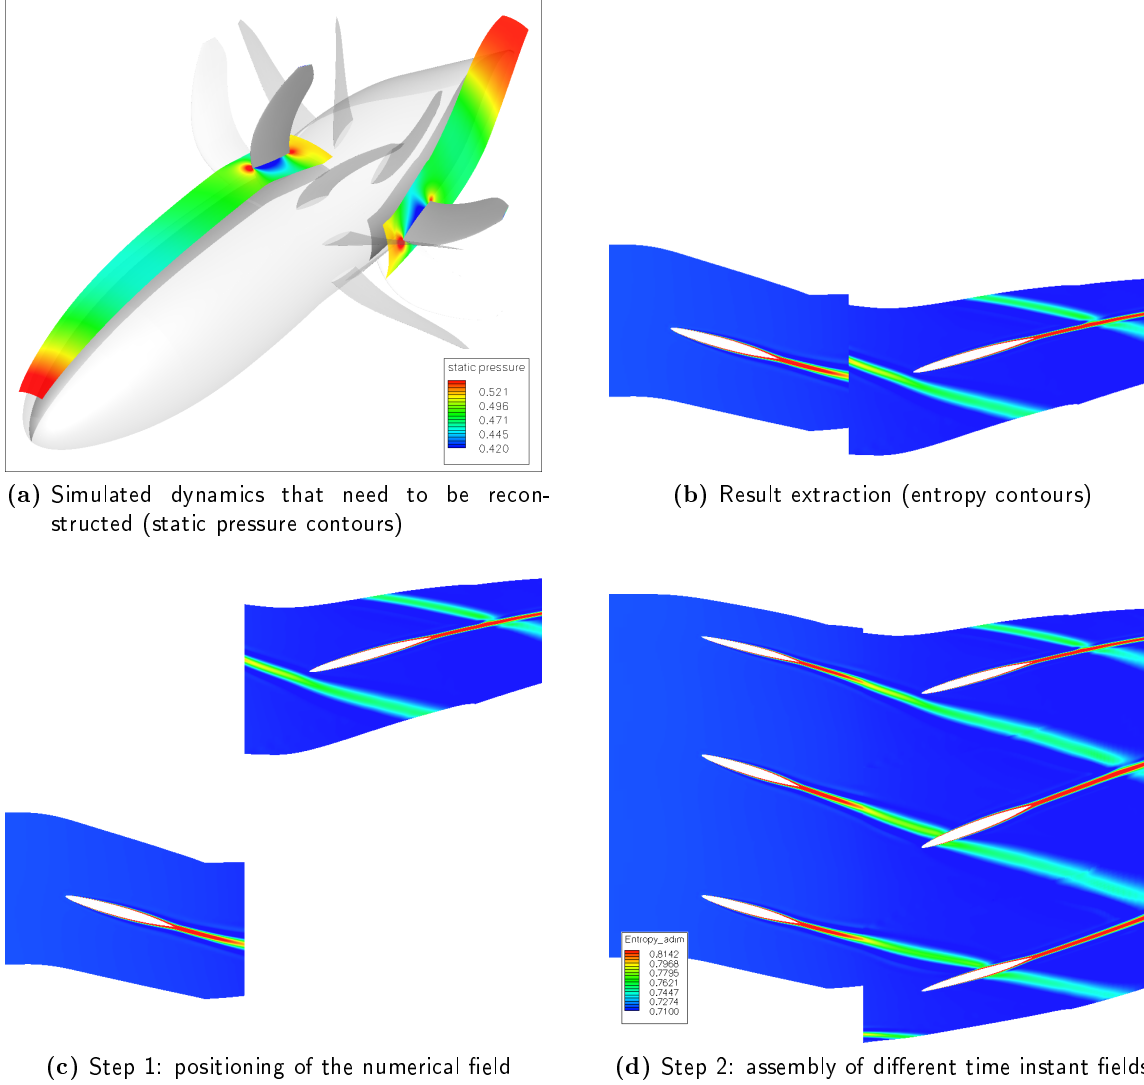 static pressure
0.521
0.496
0.471
0.445
0.420
(a) Simulated dynamics that need to be recon-
structed (static pressure contours)
(b) Result extraction (entropy contours)
(c) Step 1: positioning of the numerical field
Entropy_adim
0.8142
0.7968
0.7795
0.7621
0.7447
0.7274
0.7100
(d) Step 2: assembly of different time instant fields